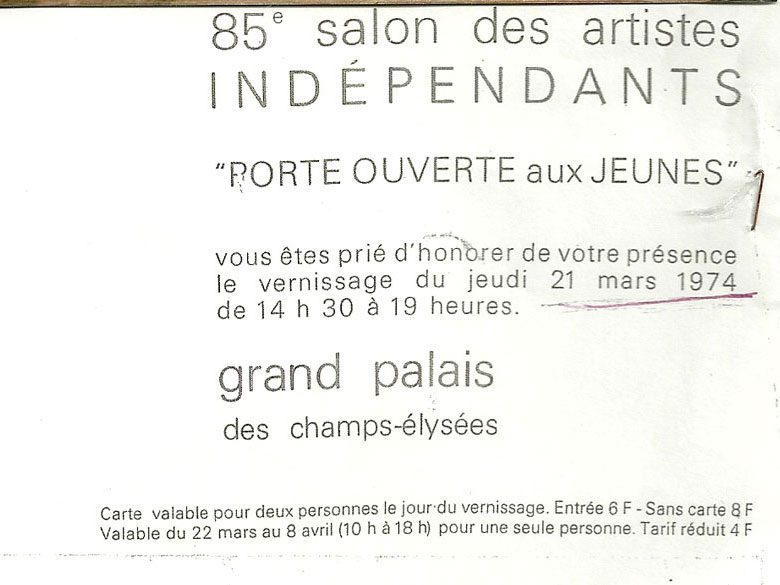 85e salon des artistes
INDÉPENDANTS
"PORTE OUVERTE aux JEUNES"
vous êtes prié d'honorer de votre présence
le vernissage du jeudi 21 mars 1974
de 14 h 30 à 19 heures.
grand palais
des champs-élysées
Carte valable pour deux personnes le jour du vernissage. Entrée 6 F - Sans carte 8 F
Valable du 22 mars au 8 avril (10 h à 18 h) pour une seule personne. Tarif réduit 4 F